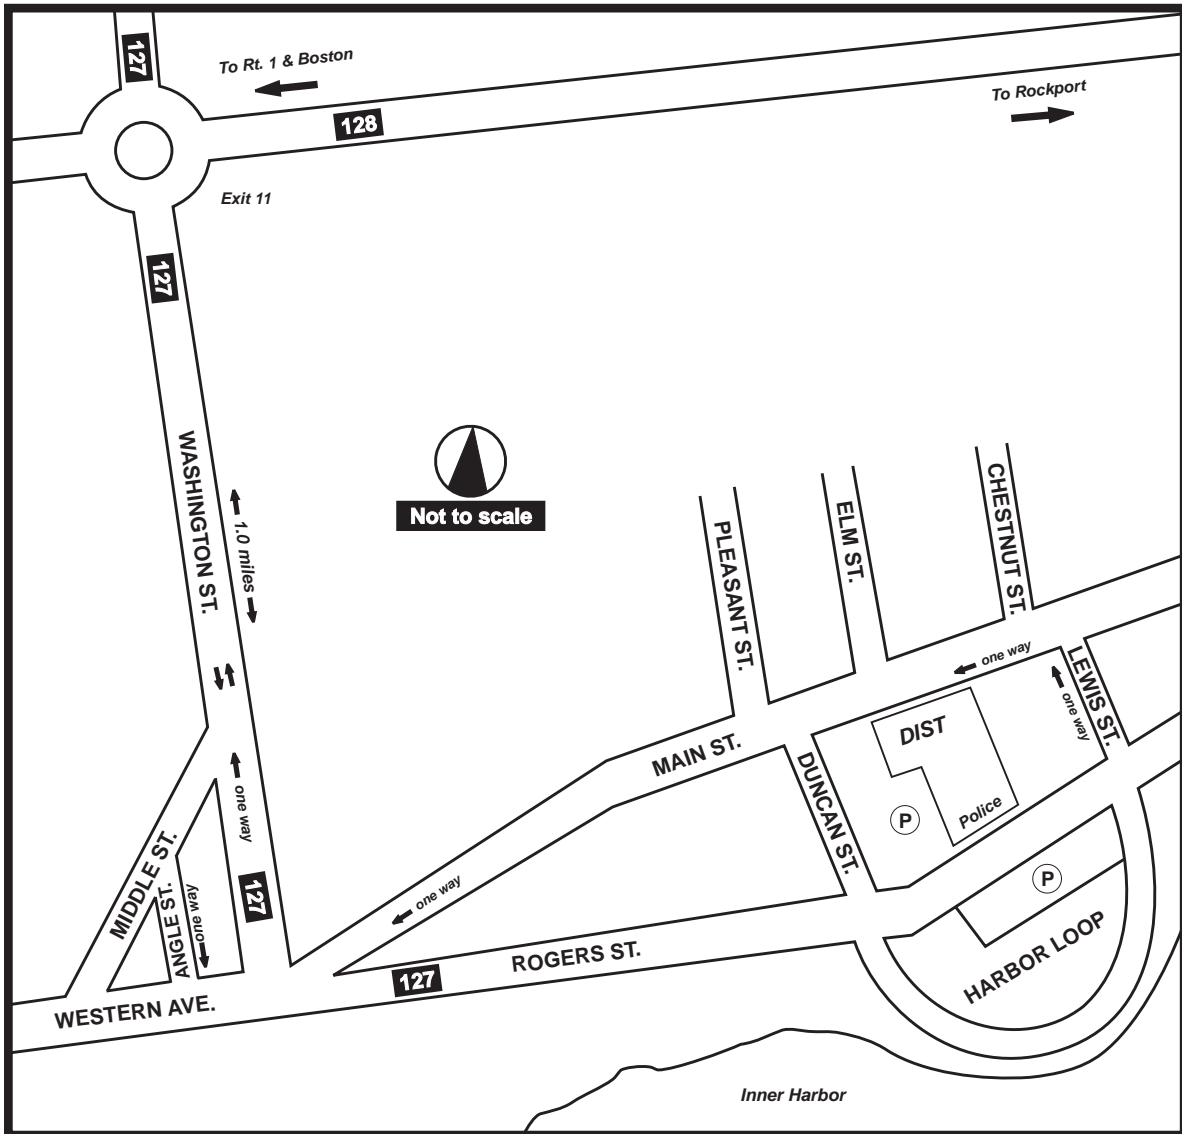 127
To Rt. 1 & Boston
To Rockport
128
Exit 11
127
WASHINGTON ST.
1.0 miles
Not to scale
PLEASANT ST.
ELM ST.
CHESTNUT ST.
one way
LEWIS ST.
one way
DIST
MAIN ST.
DUNCAN ST.
one way
P
Police
MIDDLE ST.
ANGLE ST.
one way
127
one way
P
HARBOR LOOP
ROGERS ST.
127
WESTERN AVE.
Inner Harbor